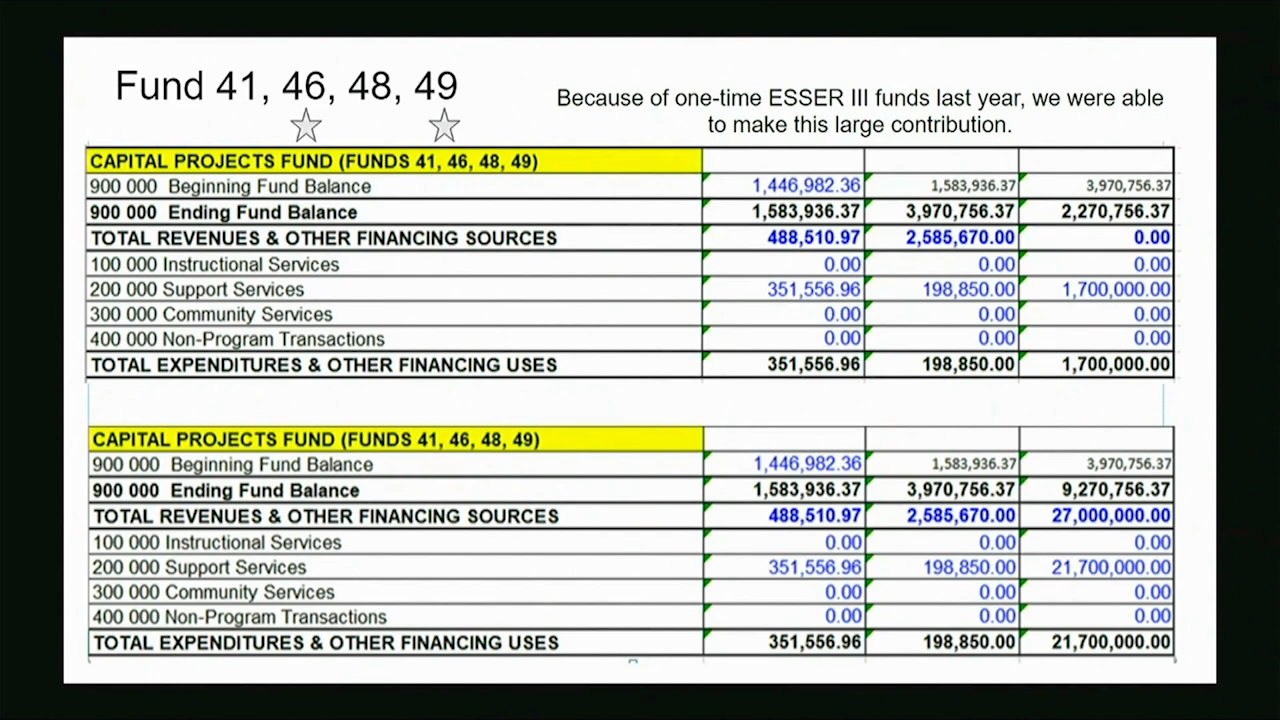 Fund 41, 46, 48, 49
Because of one-time ESSER III funds last year, we were able
to make this large contribution.
CAPITAL PROJECTS FUND (FUNDS 41, 46, 48, 49)
900 000 Beginning Fund Balance 1,446,982.36 1,583,936.37 3,970,756.37
900 000 Ending Fund Balance 1,583,936.37 3,970,756.37 2,270,756.37
TOTAL REVENUES & OTHER FINANCING SOURCES 488,510.97 2,585,670.00 0.00
100 000 Instructional Services 0.00 0.00 0.00
200 000 Support Services 351,556.96 198,850.00 1,700,000.00
300 000 Community Services 0.00 0.00 0.00
400 000 Non-Program Transactions 0.00 0.00 0.00
TOTAL EXPENDITURES & OTHER FINANCING USES 351,556.96 198,850.00 1,700,000.00
CAPITAL PROJECTS FUND (FUNDS 41, 46, 48, 49)
900 000 Beginning Fund Balance 1,446,982.36 1,583,936.37 3,970,756.37
900 000 Ending Fund Balance 1,583,936.37 3,970,756.37 9,270,756.37
TOTAL REVENUES & OTHER FINANCING SOURCES 488,510.97 2,585,670.00 27,000,000.00
100 000 Instructional Services 0.00 0.00 0.00
200 000 Support Services 351,556.96 198,850.00 21,700,000.00
300 000 Community Services 0.00 0.00 0.00
400 000 Non-Program Transactions 0.00 0.00 0.00
TOTAL EXPENDITURES & OTHER FINANCING USES 351,556.96 198,850.00 21,700,000.00